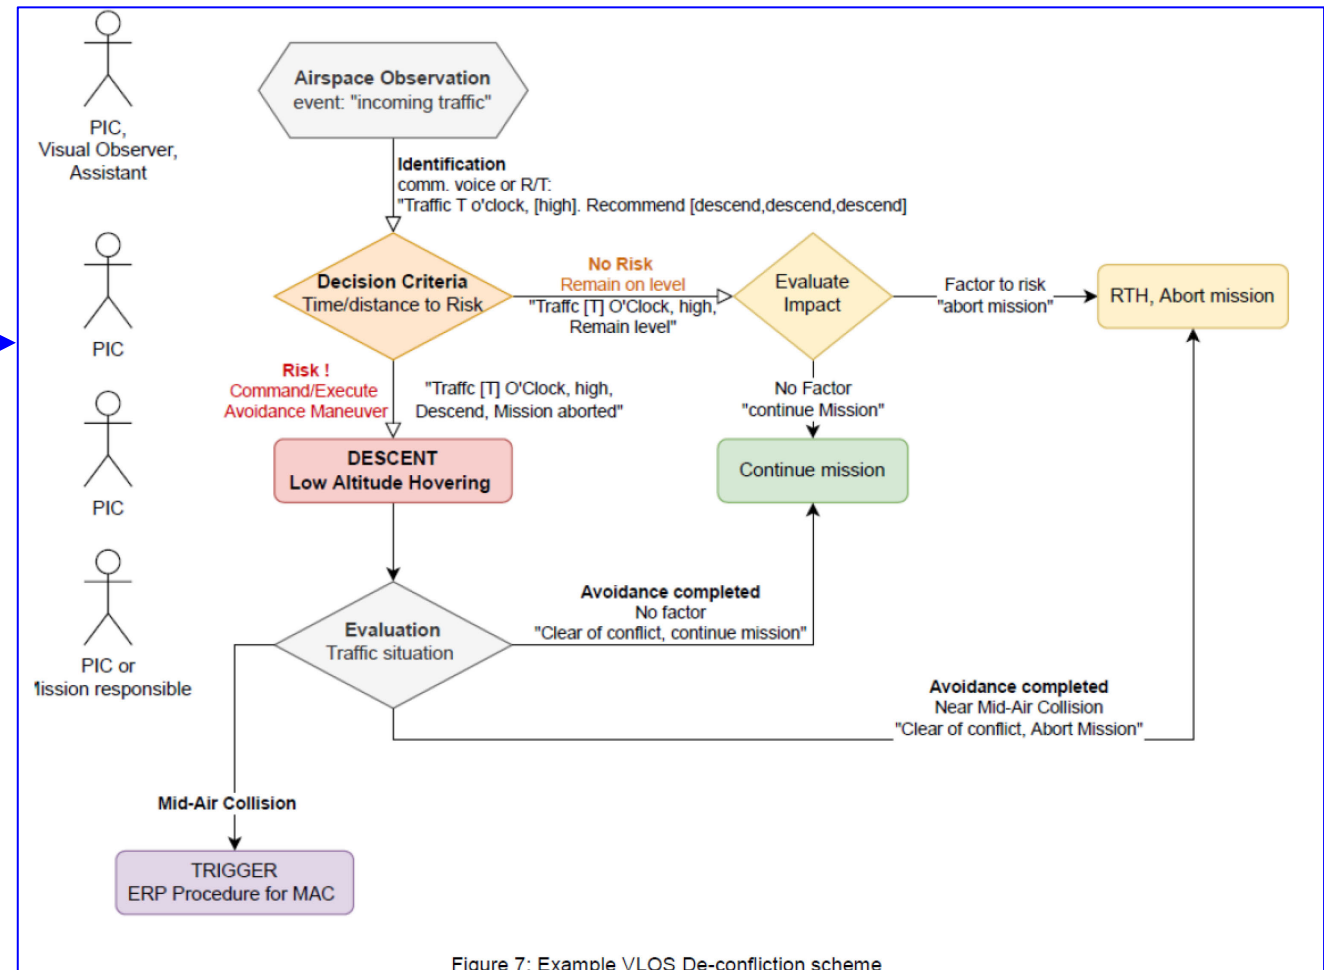 Airspace Observation
event: "incoming traffic"
PIC,
Visual Observer,
Assistant
Identification
comm. voice or R/T:
"Traffic T o'clock, [high]. Recommend [descend,descend,descend]
PIC
Decision Criteria
Time/distance to Risk
No Risk
Remain on level
"Traffc [T] O'Clock, high,
Remain level"
Evaluate
Impact
Factor to risk
"abort mission"
RTH, Abort mission
Risk !
Command/Execute
Avoidance Maneuver
"Traffc [T] O'Clock, high,
Descend, Mission aborted"
No Factor
"continue Mission"
PIC
DESCENT
Low Altitude Hovering
Continue mission
PIC or
Mission responsible
Evaluation
Traffic situation
Avoidance completed
No factor
"Clear of conflict, continue mission"
Avoidance completed
Near Mid-Air Collision
"Clear of conflict, Abort Mission"
Mid-Air Collision
TRIGGER
ERP Procedure for MAC
Figure 7: Example VLOS De-confliction scheme